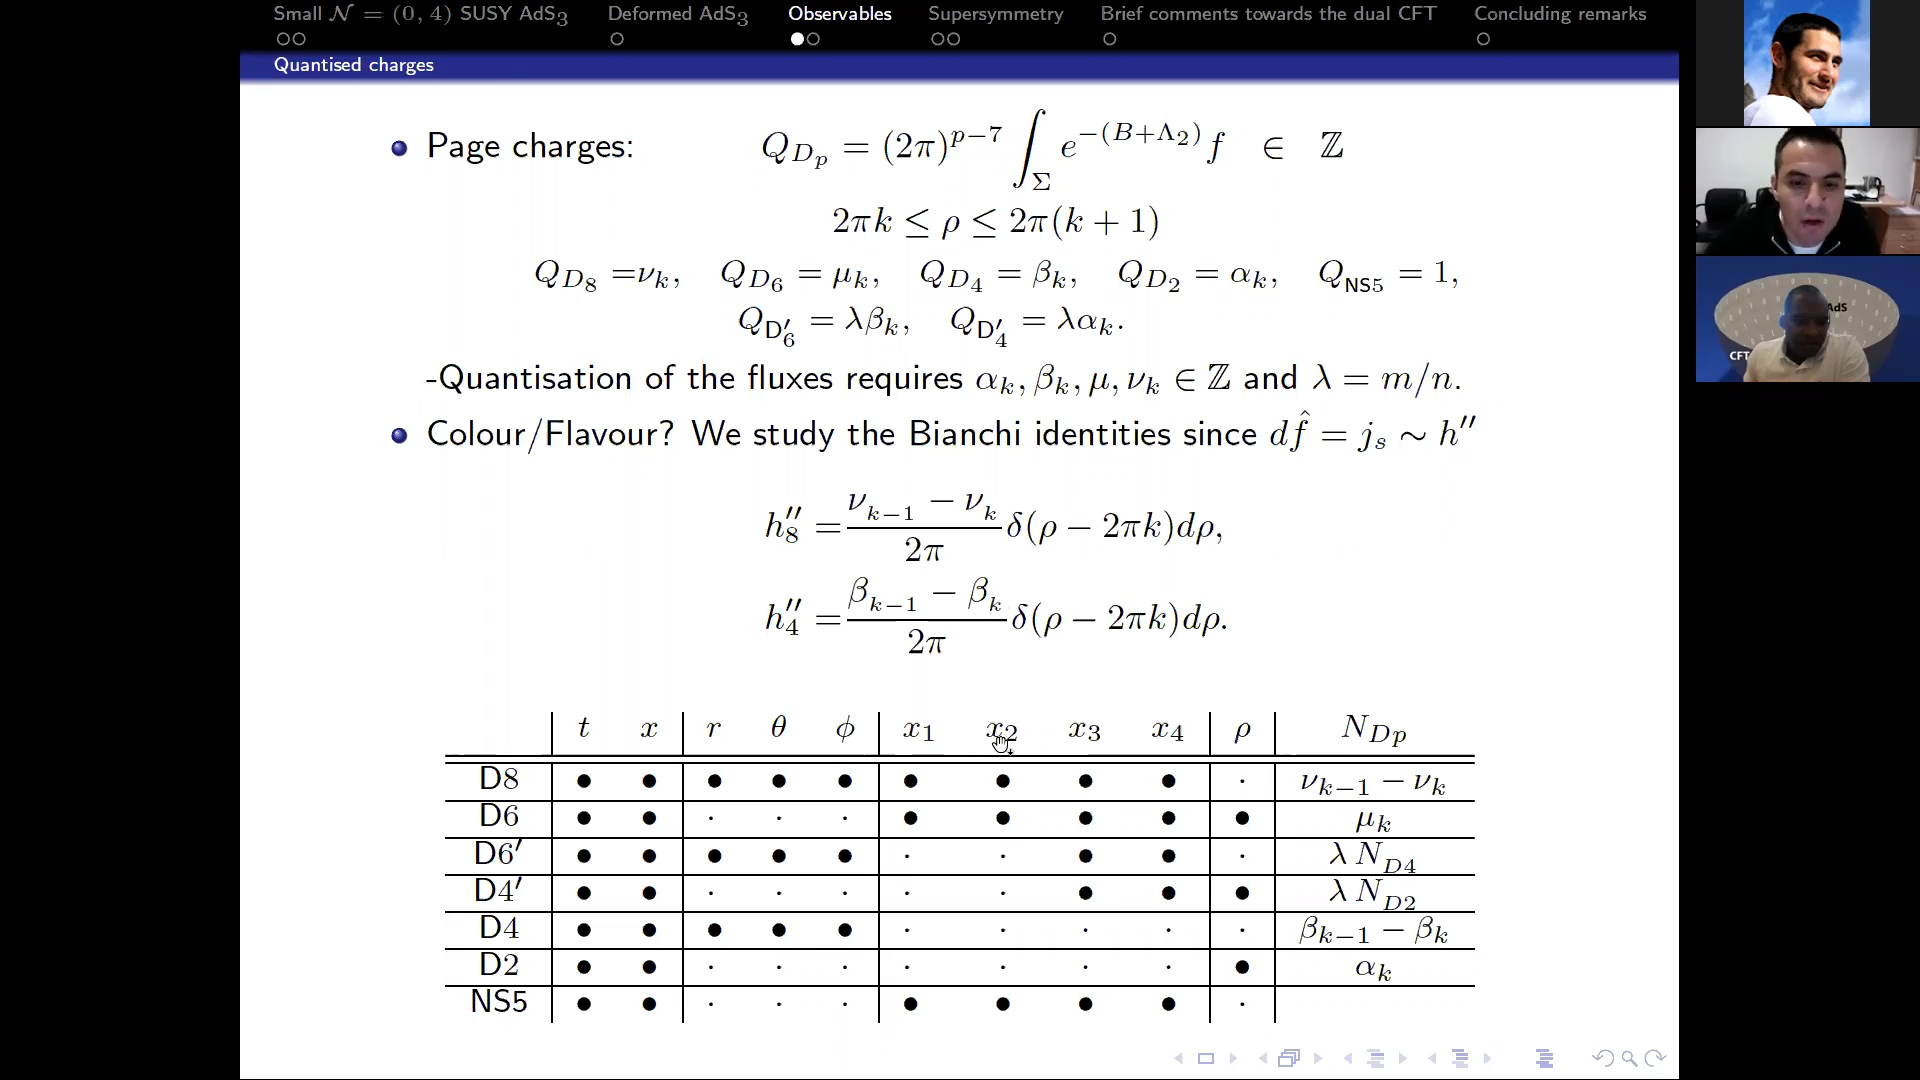 Small 𝒩 = (0, 4) SUSY AdS₃ Deformed AdS₃ Observables Supersymmetry Brief comments towards the dual CFT Concluding remarks
Quantised charges
Page charges: Q_{D_p} = (2π)^{p−7} ∫_Σ e^{−(B+Λ₂)} f ∈ ℤ
2πk ≤ ρ ≤ 2π(k + 1)
Q_{D₈} = ν_k, Q_{D₆} = μ_k, Q_{D₄} = β_k, Q_{D₂} = α_k, Q_{NS5} = 1,
Q_{D′₆} = λβ_k, Q_{D′₄} = λα_k.
-Quantisation of the fluxes requires α_k, β_k, μ, ν_k ∈ ℤ and λ = m/n.
Colour/Flavour? We study the Bianchi identities since df̂ = j_s ∼ h″
h″₈ = (ν_{k−1} − ν_k)/2π δ(ρ − 2πk)dρ,
h″₄ = (β_{k−1} − β_k)/2π δ(ρ − 2πk)dρ.
t x r θ ϕ x₁ x₂ x₃ x₄ ρ N_{Dp}
D8 • • • • • • • • • · ν_{k−1} − ν_k
D6 • • · · · • • • • • μ_k
D6′ • • • • • · · • • · λ N_{D4}
D4′ • • · · · · · • • • λ N_{D2}
D4 • • • • • · · · · · β_{k−1} − β_k
D2 • • · · · · · · · • α_k
NS5 • • · · · • • • • ·
AdS
CFT